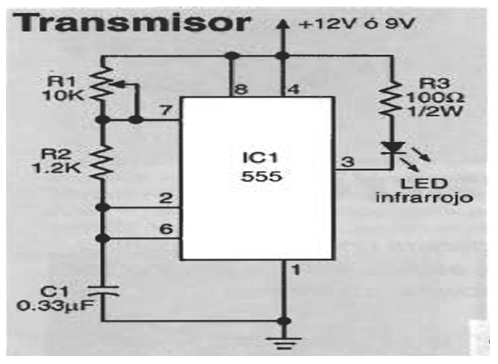 Transmisor
+12V ó 9V
R1
10K
R3
100Ω
1/2W
8
4
7
R2
1.2K
IC1
555
3
LED
infrarrojo
2
6
C1
0.33µF
1